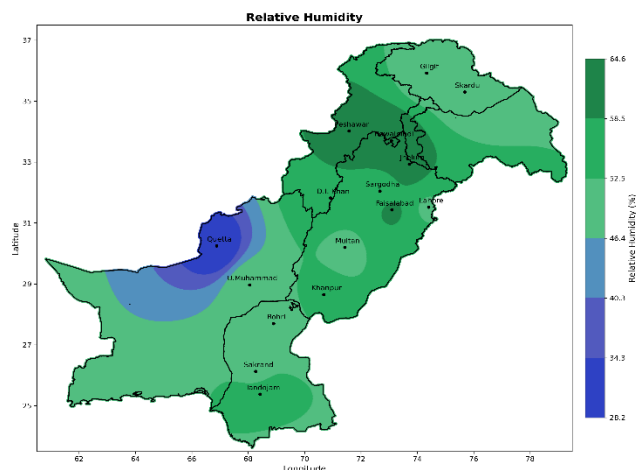 Relative Humidity
37
35
33
31
29
27
25
Latitude
62
64
66
68
70
72
74
76
78
Longitude
Gilgit
Skardu
Peshawar
Rawalpindi
Jhelum
D.I. Khan
Sargodha
Faisalabad
Lahore
Quetta
Multan
D.Muhammad
Khanpur
Rohri
Sakrand
Tandojam
64.6
58.5
52.5
46.4
40.3
34.3
28.2
Relative Humidity (%)